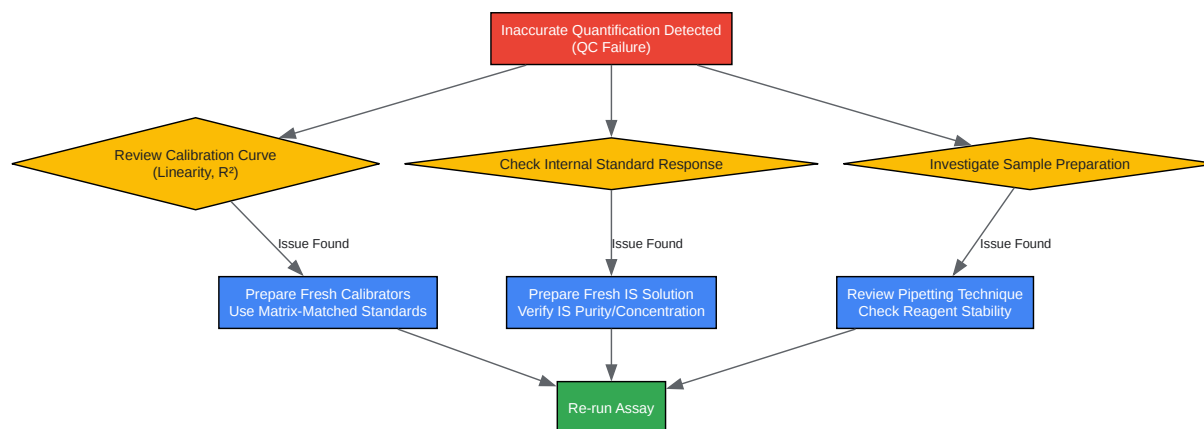 Inaccurate Quantification Detected
(QC Failure)
Review Calibration Curve
(Linearity, R²)
Check Internal Standard Response
Investigate Sample Preparation
Issue Found
Issue Found
Issue Found
Prepare Fresh Calibrators
Use Matrix-Matched Standards
Prepare Fresh IS Solution
Verify IS Purity/Concentration
Review Pipetting Technique
Check Reagent Stability
Re-run Assay